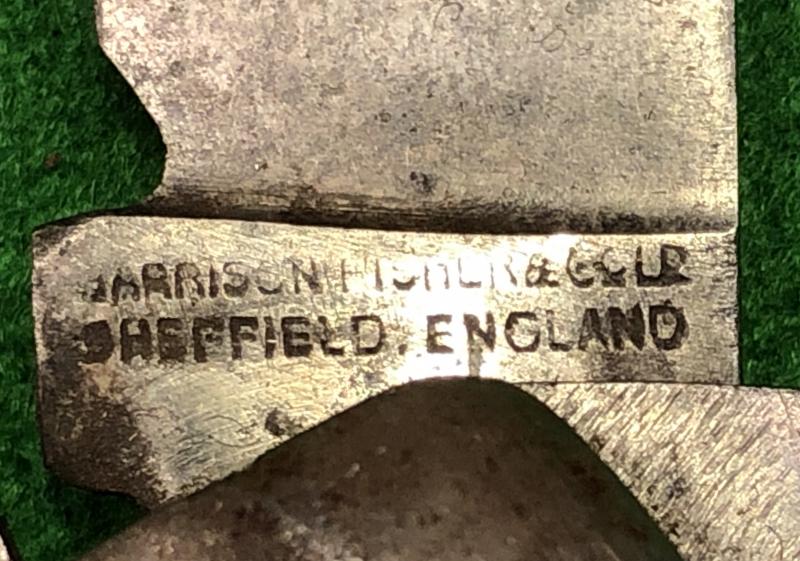 HARRISON FISHER & CO LD
SHEFFIELD, ENGLAND